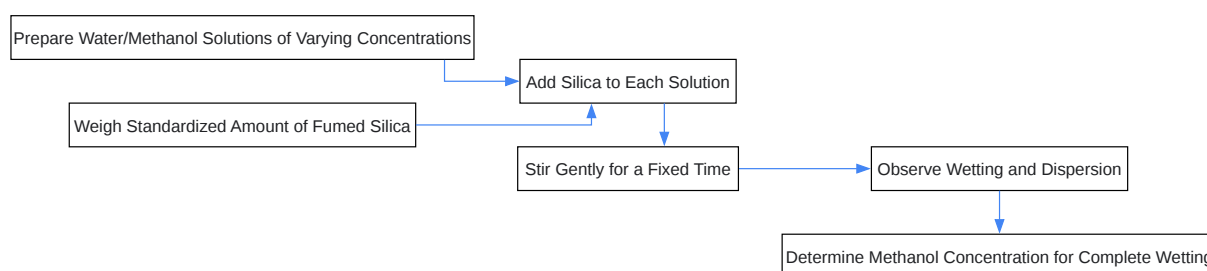 Prepare Water/Methanol Solutions of Varying Concentrations
Add Silica to Each Solution
Weigh Standardized Amount of Fumed Silica
Stir Gently for a Fixed Time
Observe Wetting and Dispersion
Determine Methanol Concentration for Complete Wetting